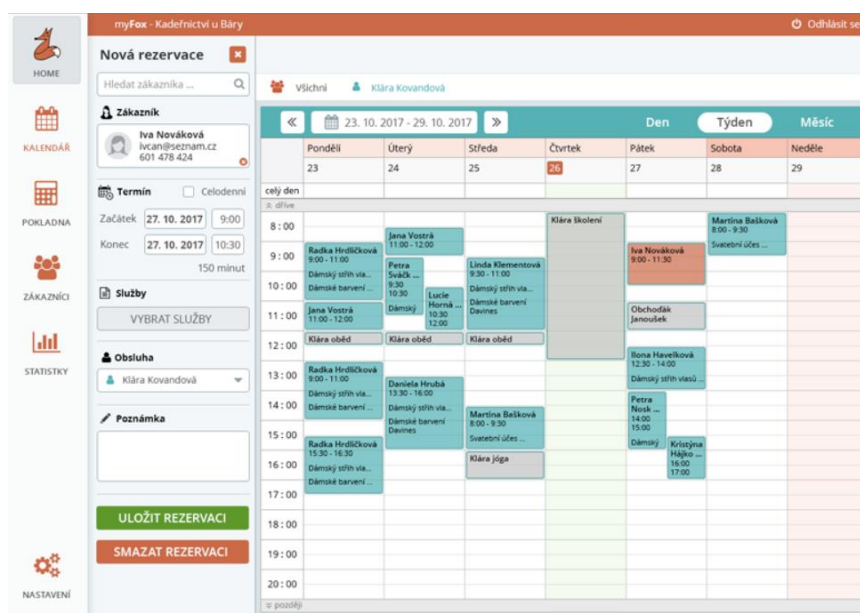 myFox - Kadeřnictví u Báry
Odhlásit se
HOME
KALENDÁŘ
POKLADNA
ZÁKAZNÍCI
STATISTKY
NASTAVENÍ
Nová rezervace
Hledat zákazníka ...
Zákazník
Iva Nováková
ivcan@seznam.cz
601 478 424
Termín
Celodenni
Začátek 27. 10. 2017 9:00
Konec 27. 10. 2017 10:30
150 minut
Služby
VYBRAT SLUŽBY
Obsluha
Klára Kovandová
Poznámka
ULOŽIT REZERVACI
SMAZAT REZERVACI
Všichni Klára Kovandová
23. 10. 2017 - 29. 10. 2017
Den Týden Měsíc
Pondělí Úterý Středa Čtvrtek Pátek Sobota Neděle
23 24 25 26 27 28 29
celý den
dříve
8:00
9:00
10:00
11:00
12:00
13:00
14:00
15:00
16:00
17:00
18:00
19:00
20:00
později
Radka Hrdličková
9:00 - 11:00
Dámský střih vla...
Dámské barvení ...
Jana Vostrá
11:00 - 12:00
Klára oběd
Radka Hrdličková
9:00 - 11:00
Dámský střih vla...
Dámské barvení ...
Radka Hrdličková
15:30 - 16:30
Dámský střih vla...
Dámské barvení ...
Jana Vostrá
11:00 - 12:00
Petra
Sváčk ...
9:30
10:30
Dámský
Lucie
Horná ...
10:30
12:00
Klára oběd
Daniela Hrubá
13:30 - 16:00
Dámský střih vla...
Dámské barvení
Davines
Linda Klementová
9:30 - 11:00
Dámský střih vla...
Dámské barvení
Davines
Klára oběd
Martina Bašková
8:00 - 9:30
Svatební účes ...
Klára jóga
Klára školení
Iva Nováková
9:00 - 11:30
Obchoďák
Janoušek
Ilona Havelková
12:30 - 14:00
Dámský střih vlasů ...
Petra
Nosk ...
14:00
15:00
Dámský
Kristýna
Hájko ...
16:00
17:00
Martina Bašková
8:00 - 9:30
Svatební účes ...